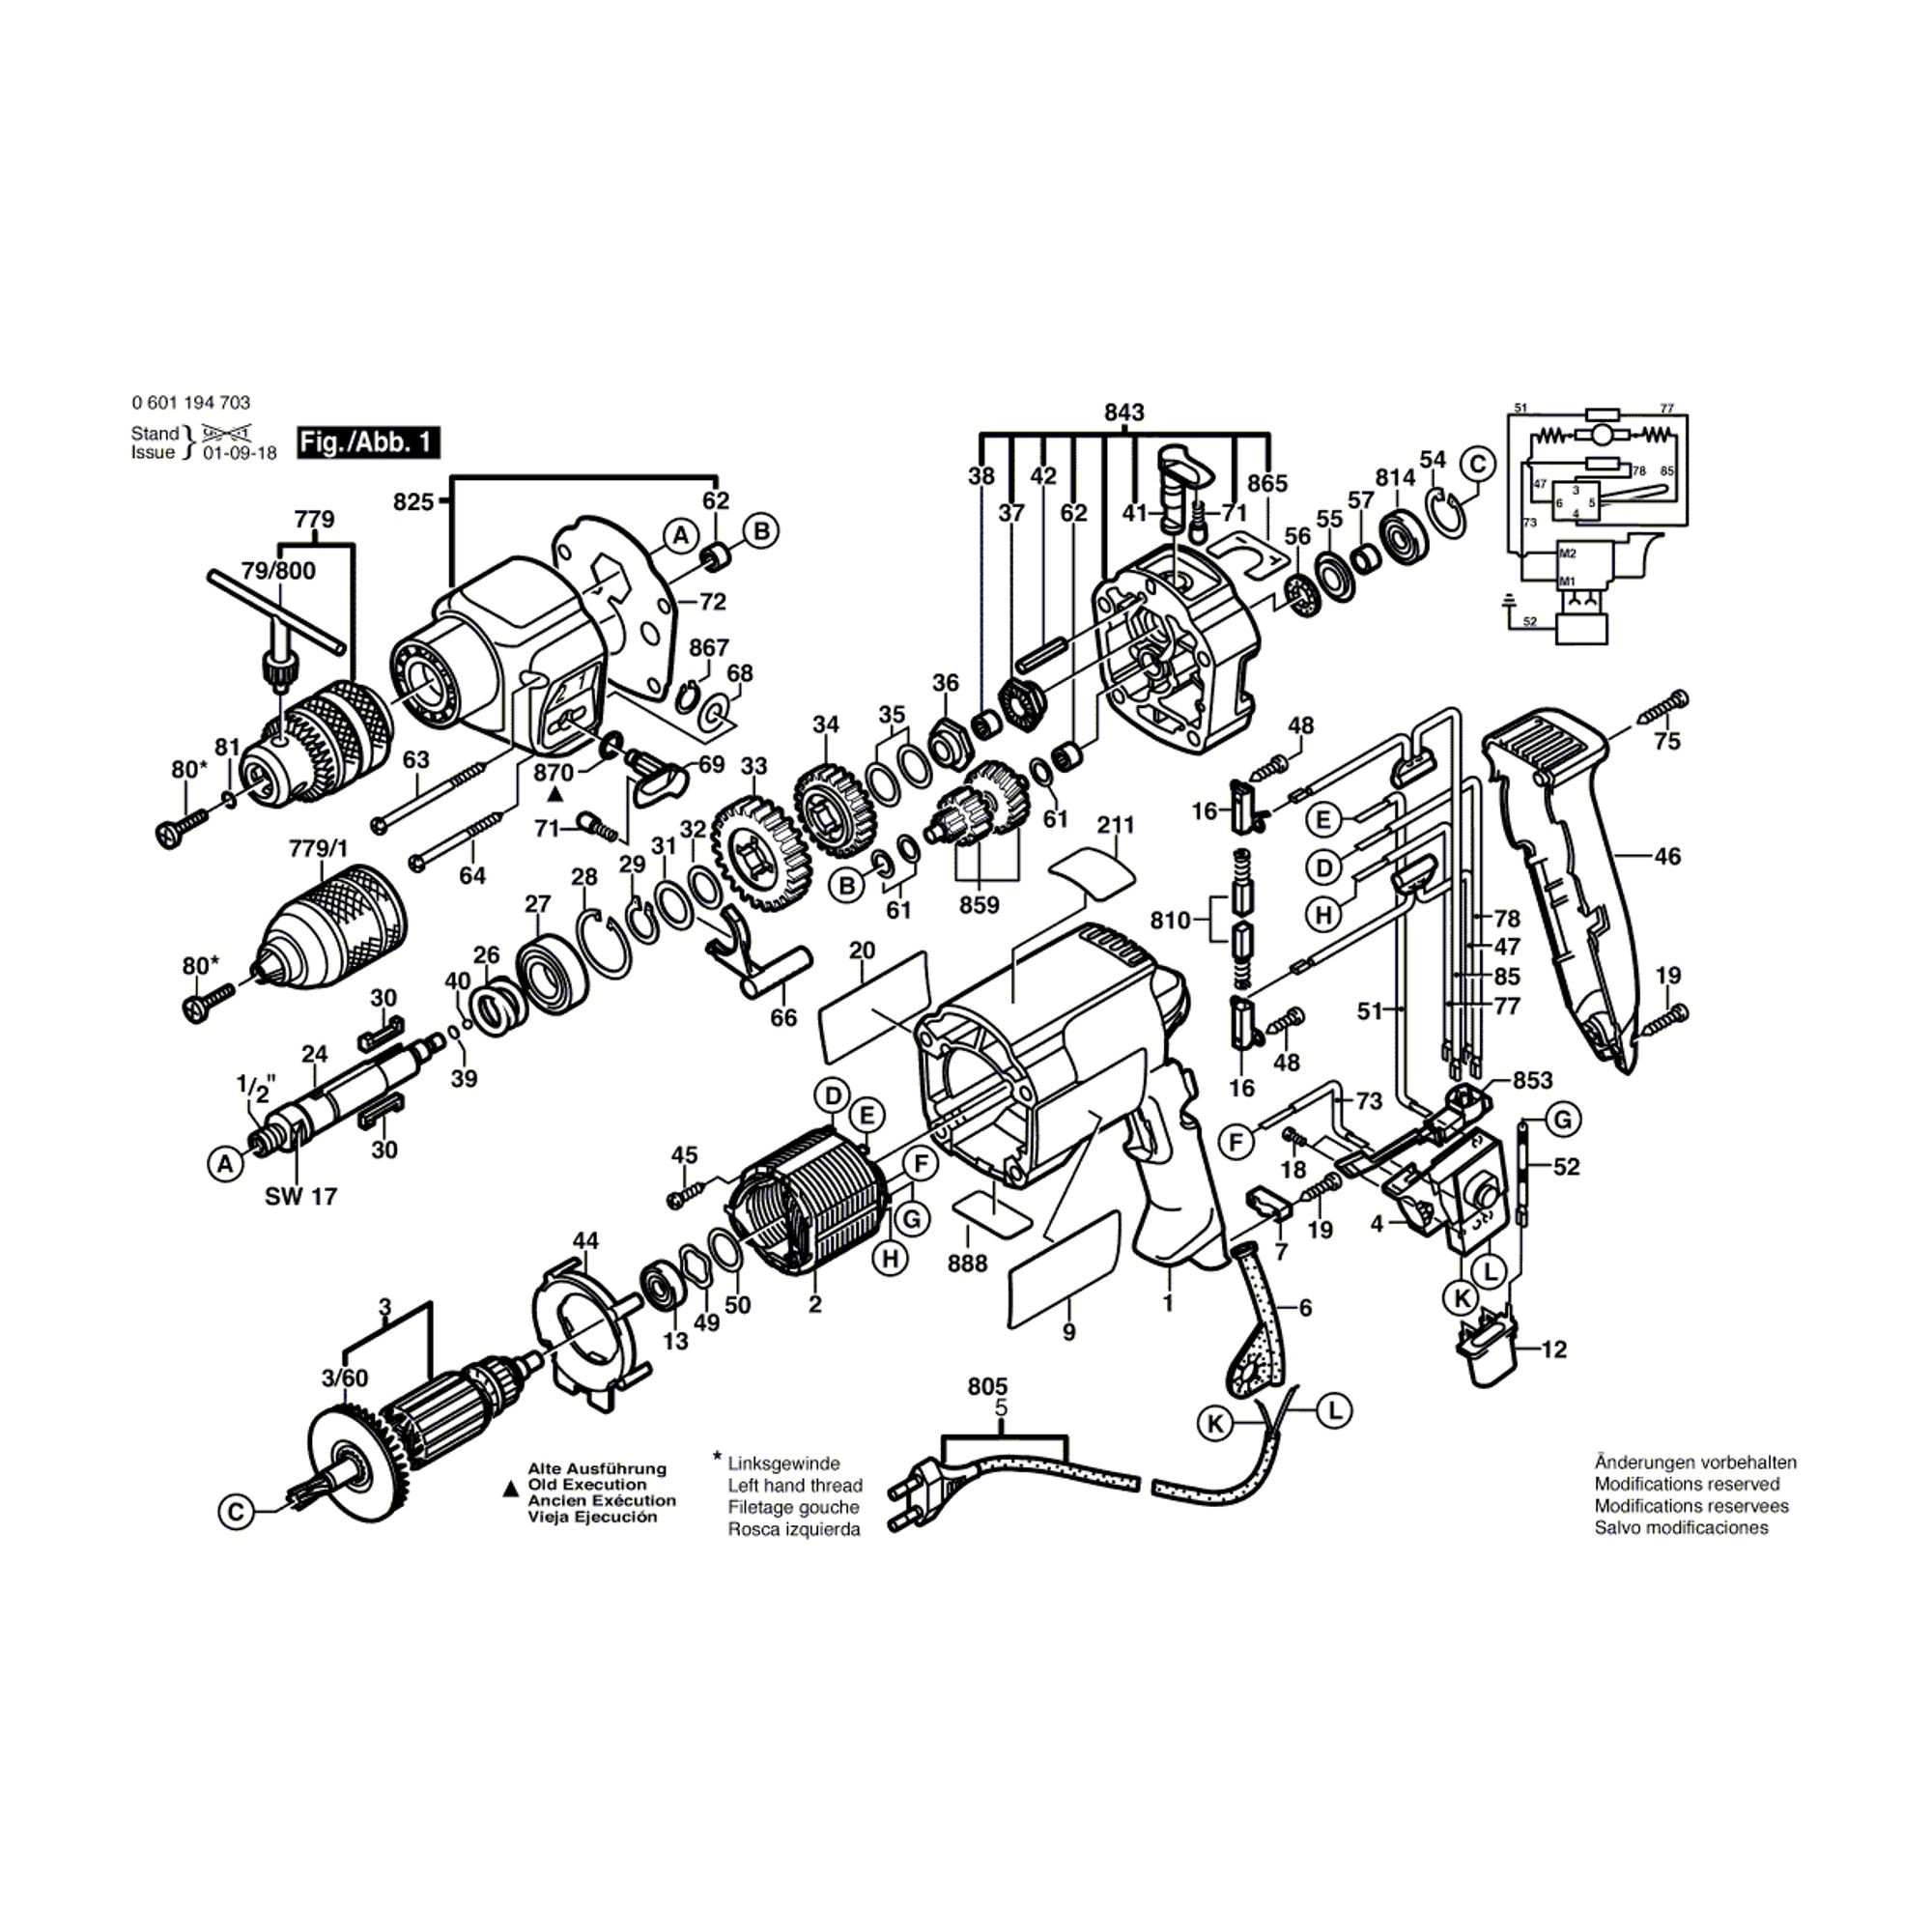 0 601 194 703
Stand
Issue
01-09-18
Fig./Abb. 1
843
825
62
A
B
38
37
42
62
41
71
865
56
55
57
814
54
C
51
77
78
85
47
3
6
5
4
73
M2
M1
52
779
79/800
72
867
68
2 1
36
35
34
48
75
81
80*
63
870
69
33
71
32
31
29
28
27
64
779/1
61
211
16
E
D
H
46
B
61
859
810
78
47
85
77
51
20
26
40
80*
30
24
39
1/2"
66
48
16
19
853
73
F
18
G
52
A
SW 17
30
D
E
F
G
H
45
888
7
19
4
L
K
44
50
49
13
2
9
1
6
12
3
3/60
805
5
K
L
C
Alte Ausführung
Old Execution
Ancien Exécution
Vieja Ejecución
* Linksgewinde
Left hand thread
Filetage gouche
Rosca izquierda
Änderungen vorbehalten
Modifications reserved
Modifications reservees
Salvo modificaciones